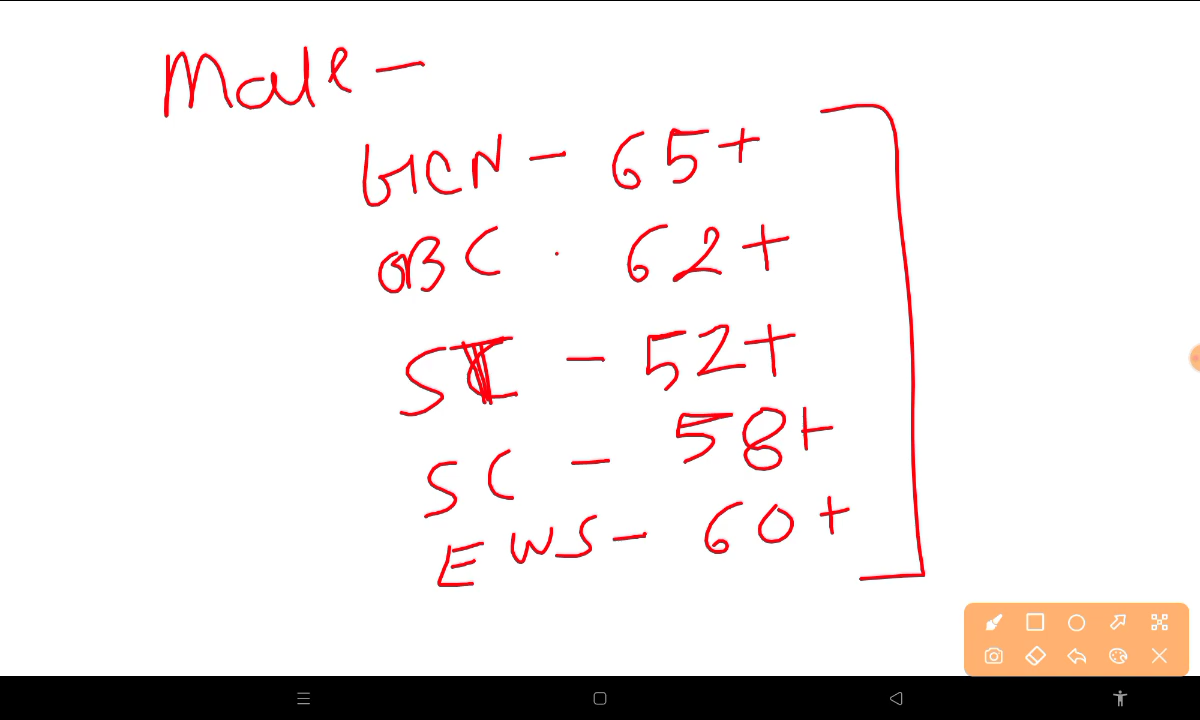 Male -
GEN - 65+
OBC . 62+
ST - 52+
SC - 58+
EWS - 60+